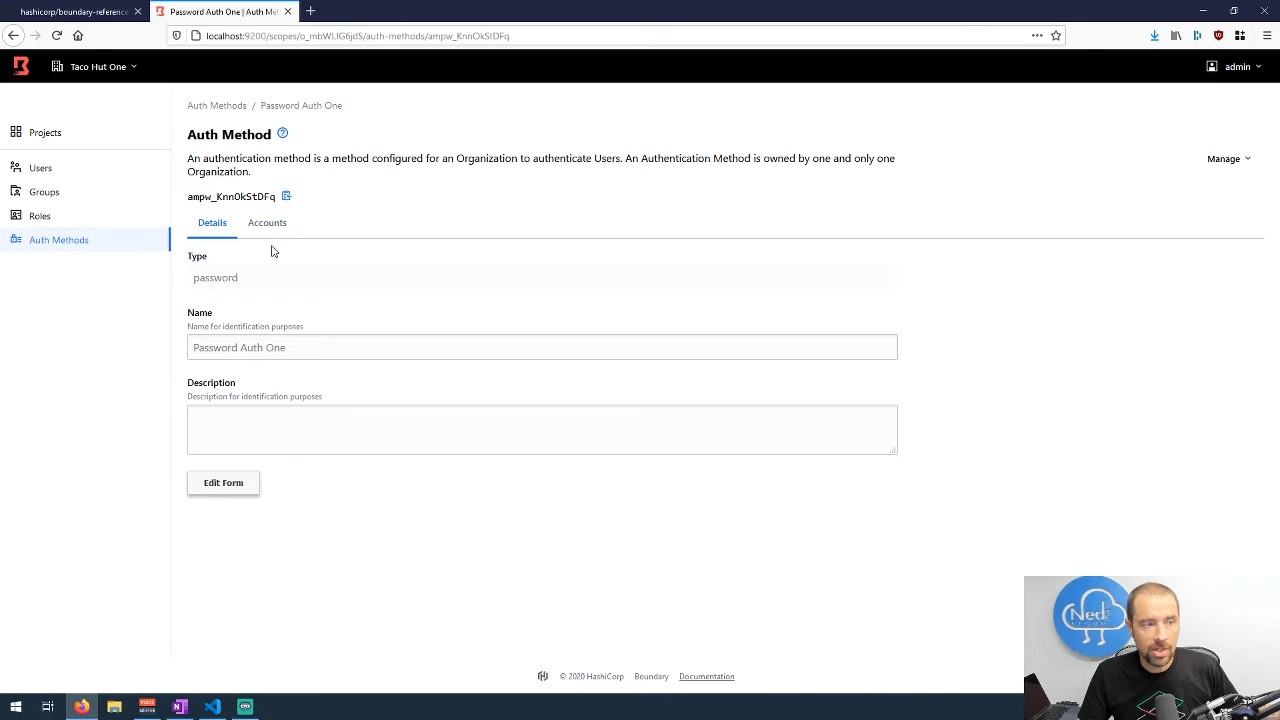 hashicorp/boundary-reference-
Password Auth One | Auth Met
localhost:9200/scopes/o_mbWLIG6jdS/auth-methods/ampw_KnnOkStDFq
Taco Hut One
admin
Auth Methods / Password Auth One
Projects
Auth Method
An authentication method is a method configured for an Organization to authenticate Users. An Authentication Method is owned by one and only one
Organization.
Manage
Users
Groups
Roles
Auth Methods
ampw_KnnOkStDFq
Details Accounts
Type
password
Name
Name for identification purposes
Password Auth One
Description
Description for identification purposes
Edit Form
Ned
© 2020 HashiCorp Boundary Documentation